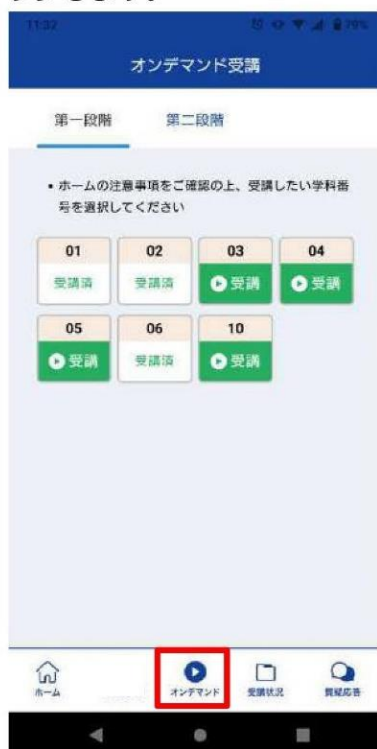 11:32
79%
オンデマンド受講
第一段階 第二段階
• ホームの注意事項をご確認の上、受講したい学科番
号を選択してください
01 02 03 04
受講済 受講済 受講 受講
05 06 10
受講 受講済 受講
ホーム オンデマンド 受講状況 質疑応答